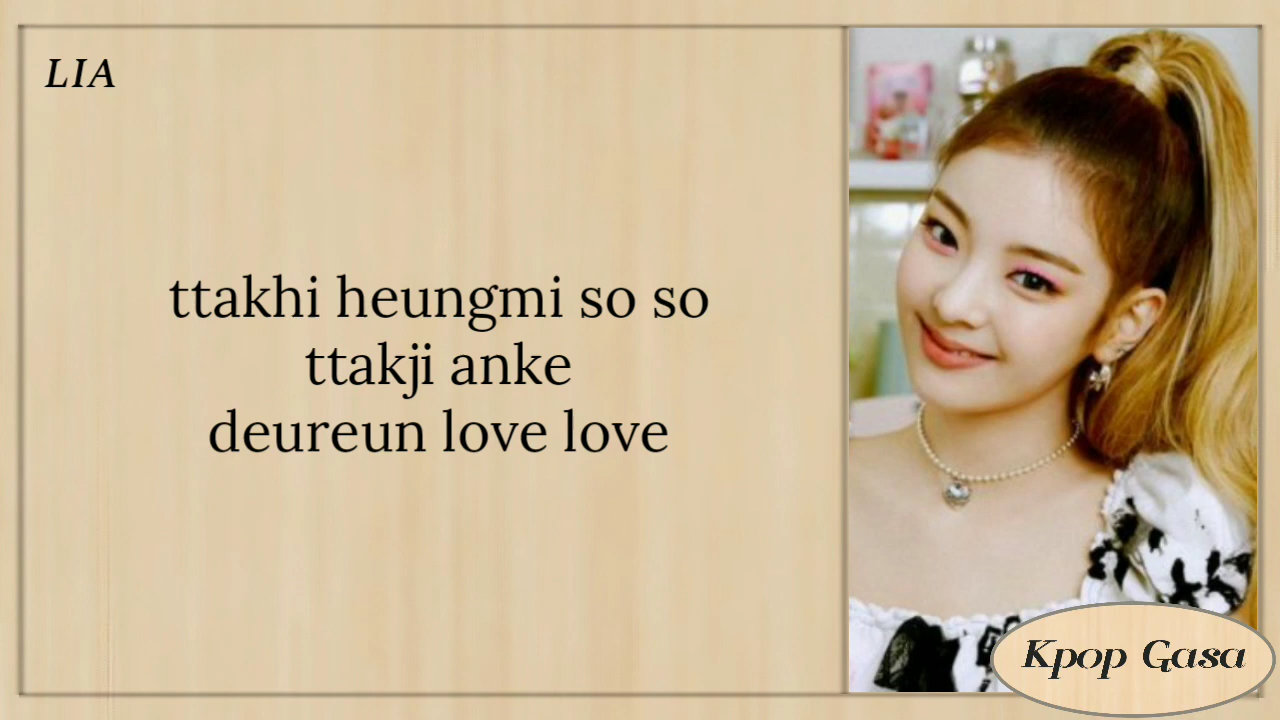 LIA
ttakhi heungmi so so
ttakji anke
deureun love love
Kpop Gasa